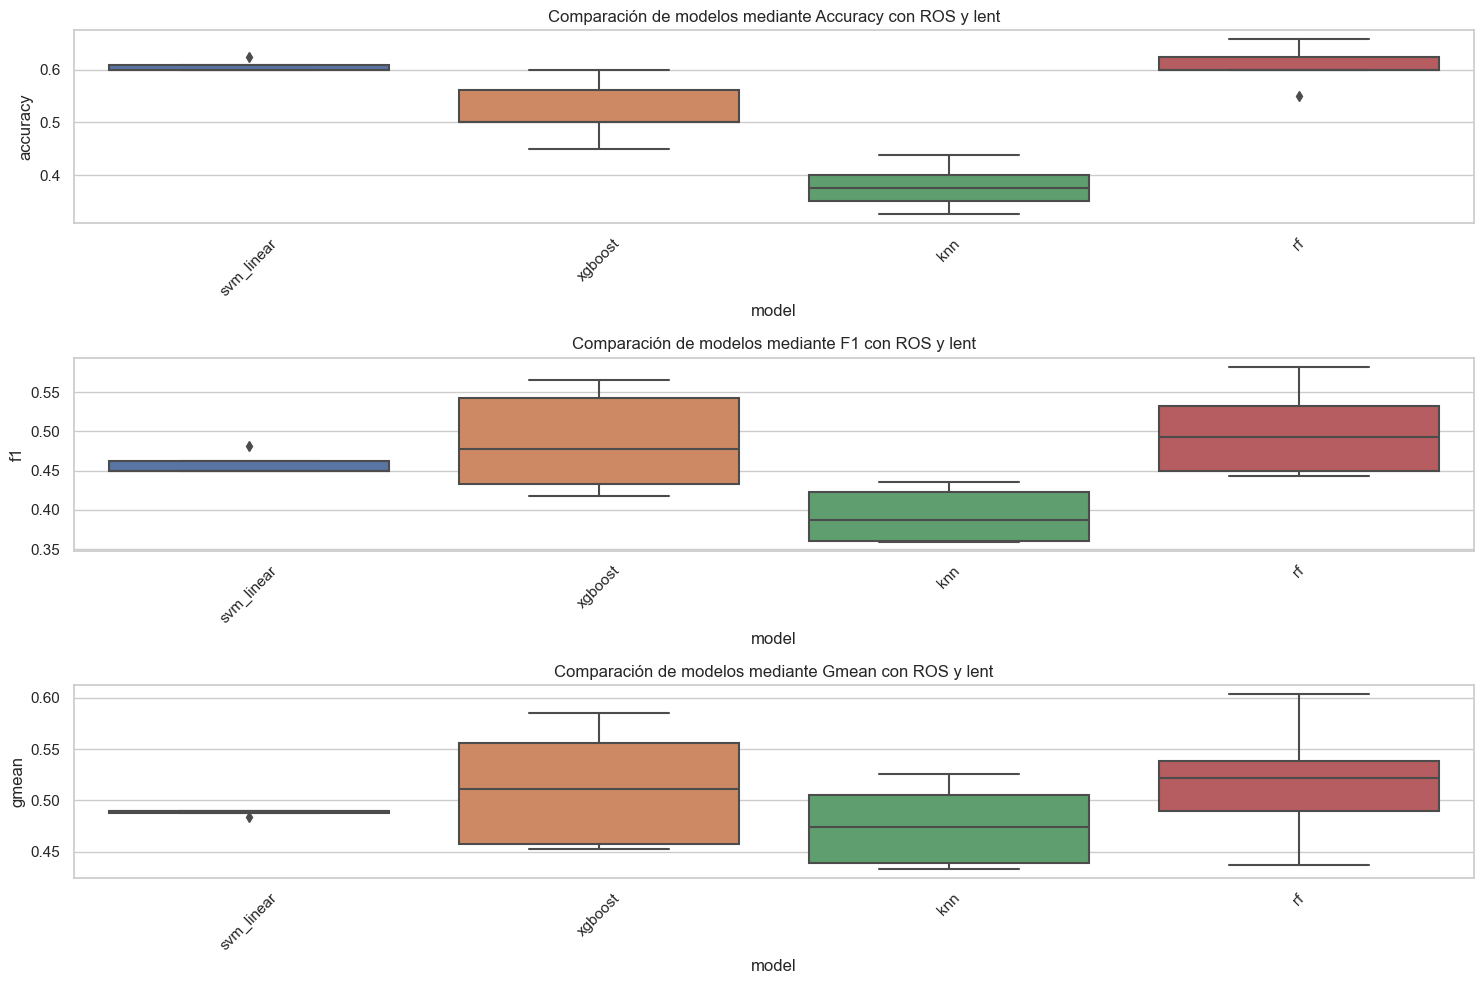 Comparación de modelos mediante Accuracy con ROS y lent
accuracy
0.6
0.5
0.4
svm_linear
xgboost
knn
rf
model
Comparación de modelos mediante F1 con ROS y lent
f1
0.55
0.50
0.45
0.40
0.35
svm_linear
xgboost
knn
rf
model
Comparación de modelos mediante Gmean con ROS y lent
gmean
0.60
0.55
0.50
0.45
svm_linear
xgboost
knn
rf
model